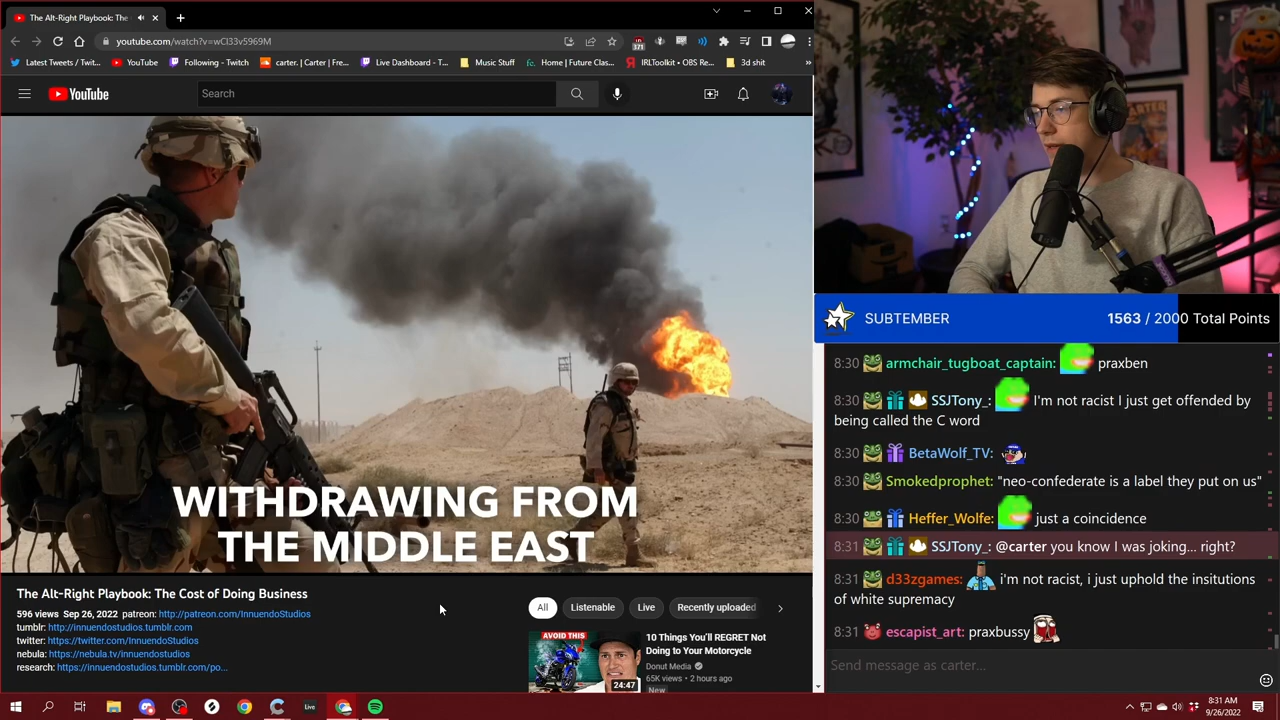 The Alt-Right Playbook: The
youtube.com/watch?v=wCl33v5969M
371
Latest Tweets / Twit...
YouTube
Following - Twitch
carter. | Carter | Fre...
Live Dashboard - T...
Music Stuff
fc. Home | Future Clas...
IRLToolkit • OBS Re...
3d shit
YouTube
Search
WITHDRAWING FROM
THE MIDDLE EAST
The Alt-Right Playbook: The Cost of Doing Business
596 views Sep 26, 2022 patreon: http://patreon.com/InnuendoStudios
tumblr: http://innuendostudios.tumblr.com
twitter: https://twitter.com/InnuendoStudios
nebula: https://nebula.tv/innuendostudios
research: https://innuendostudios.tumblr.com/po...
All
Listenable
Live
Recently uploaded
AVOID THIS
24:47
10 Things You'll REGRET Not
Doing to Your Motorcycle
Donut Media
65K views • 2 hours ago
New
SUBTEMBER
1563 / 2000 Total Points
8:30 armchair_tugboat_captain: praxben
8:30 SSJTony_: I'm not racist I just get offended by
being called the C word
8:30 BetaWolf_TV:
8:30 Smokedprophet: "neo-confederate is a label they put on us"
8:30 Heffer_Wolfe: just a coincidence
8:31 SSJTony_: @carter you know I was joking... right?
8:31 d33zgames: i'm not racist, i just uphold the insitutions
of white supremacy
8:31 escapist_art: praxbussy
Send message as carter...
Live
8:31 AM
9/26/2022